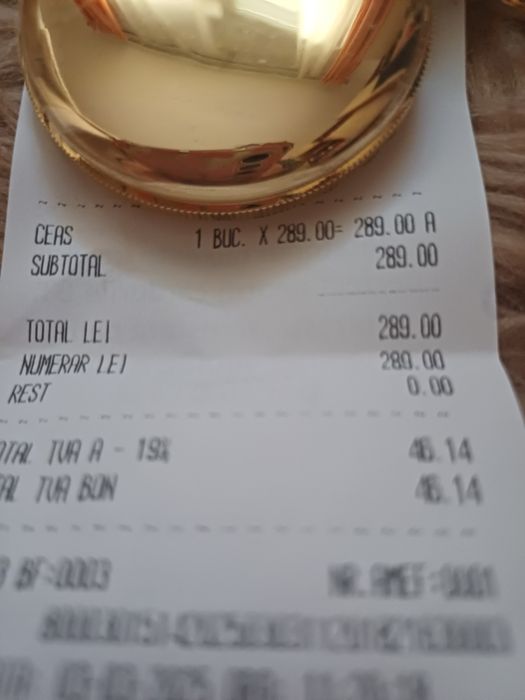 CEAS 1 BUC. X 289.00= 289.00 A
SUBTOTAL 289.00
TOTAL LEI 289.00
NUMERAR LEI 289.00
REST 0.00
TVA A - 19% 46.14
TVA BON 46.14
BF:0003 NR.AMEF:0001